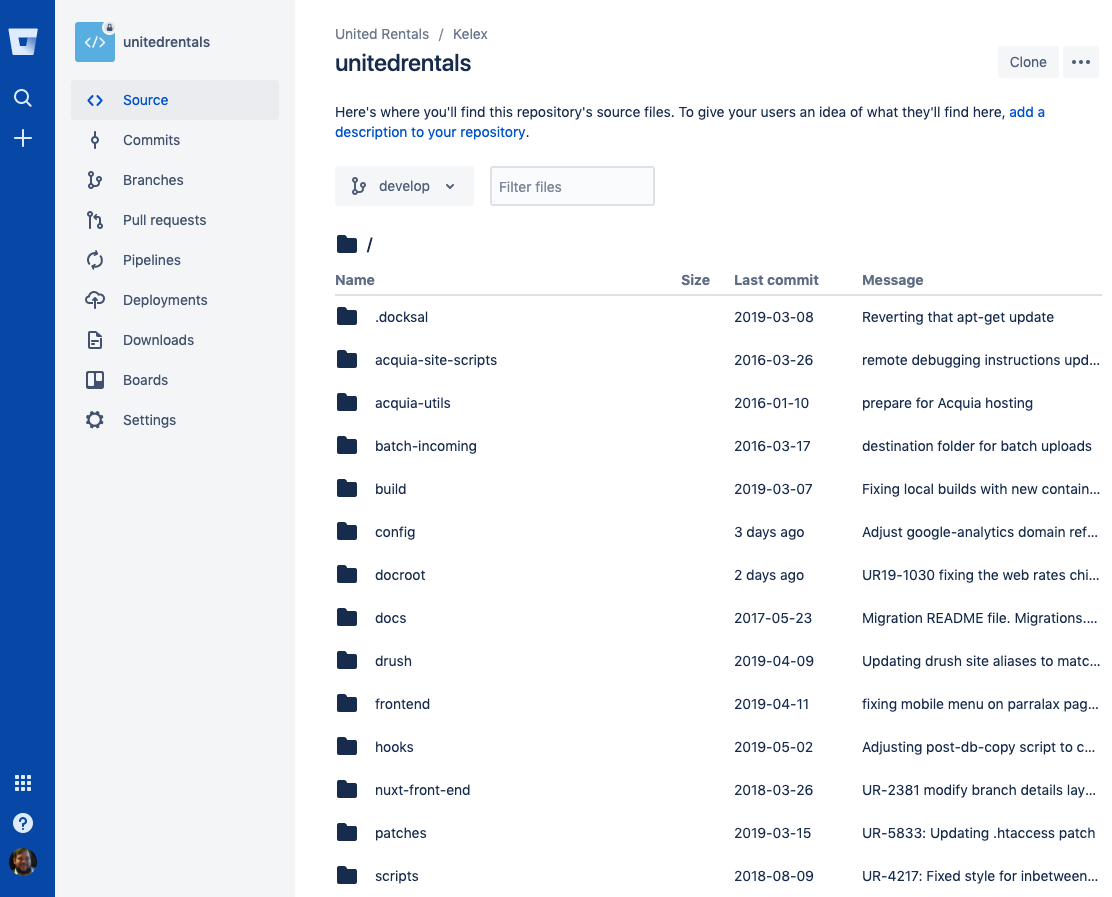 unitedrentals
Source
Commits
Branches
Pull requests
Pipelines
Deployments
Downloads
Boards
Settings
United Rentals / Kelex
unitedrentals
Clone
Here's where you'll find this repository's source files. To give your users an idea of what they'll find here, add a
description to your repository.
develop
Filter files
/
Name Size Last commit Message
.docksal 2019-03-08 Reverting that apt-get update
acquia-site-scripts 2016-03-26 remote debugging instructions upd...
acquia-utils 2016-01-10 prepare for Acquia hosting
batch-incoming 2016-03-17 destination folder for batch uploads
build 2019-03-07 Fixing local builds with new contain...
config 3 days ago Adjust google-analytics domain ref...
docroot 2 days ago UR19-1030 fixing the web rates chi...
docs 2017-05-23 Migration README file. Migrations....
drush 2019-04-09 Updating drush site aliases to matc...
frontend 2019-04-11 fixing mobile menu on parralax pag...
hooks 2019-05-02 Adjusting post-db-copy script to c...
nuxt-front-end 2018-03-26 UR-2381 modify branch details lay...
patches 2019-03-15 UR-5833: Updating .htaccess patch
scripts 2018-08-09 UR-4217: Fixed style for inbetween...